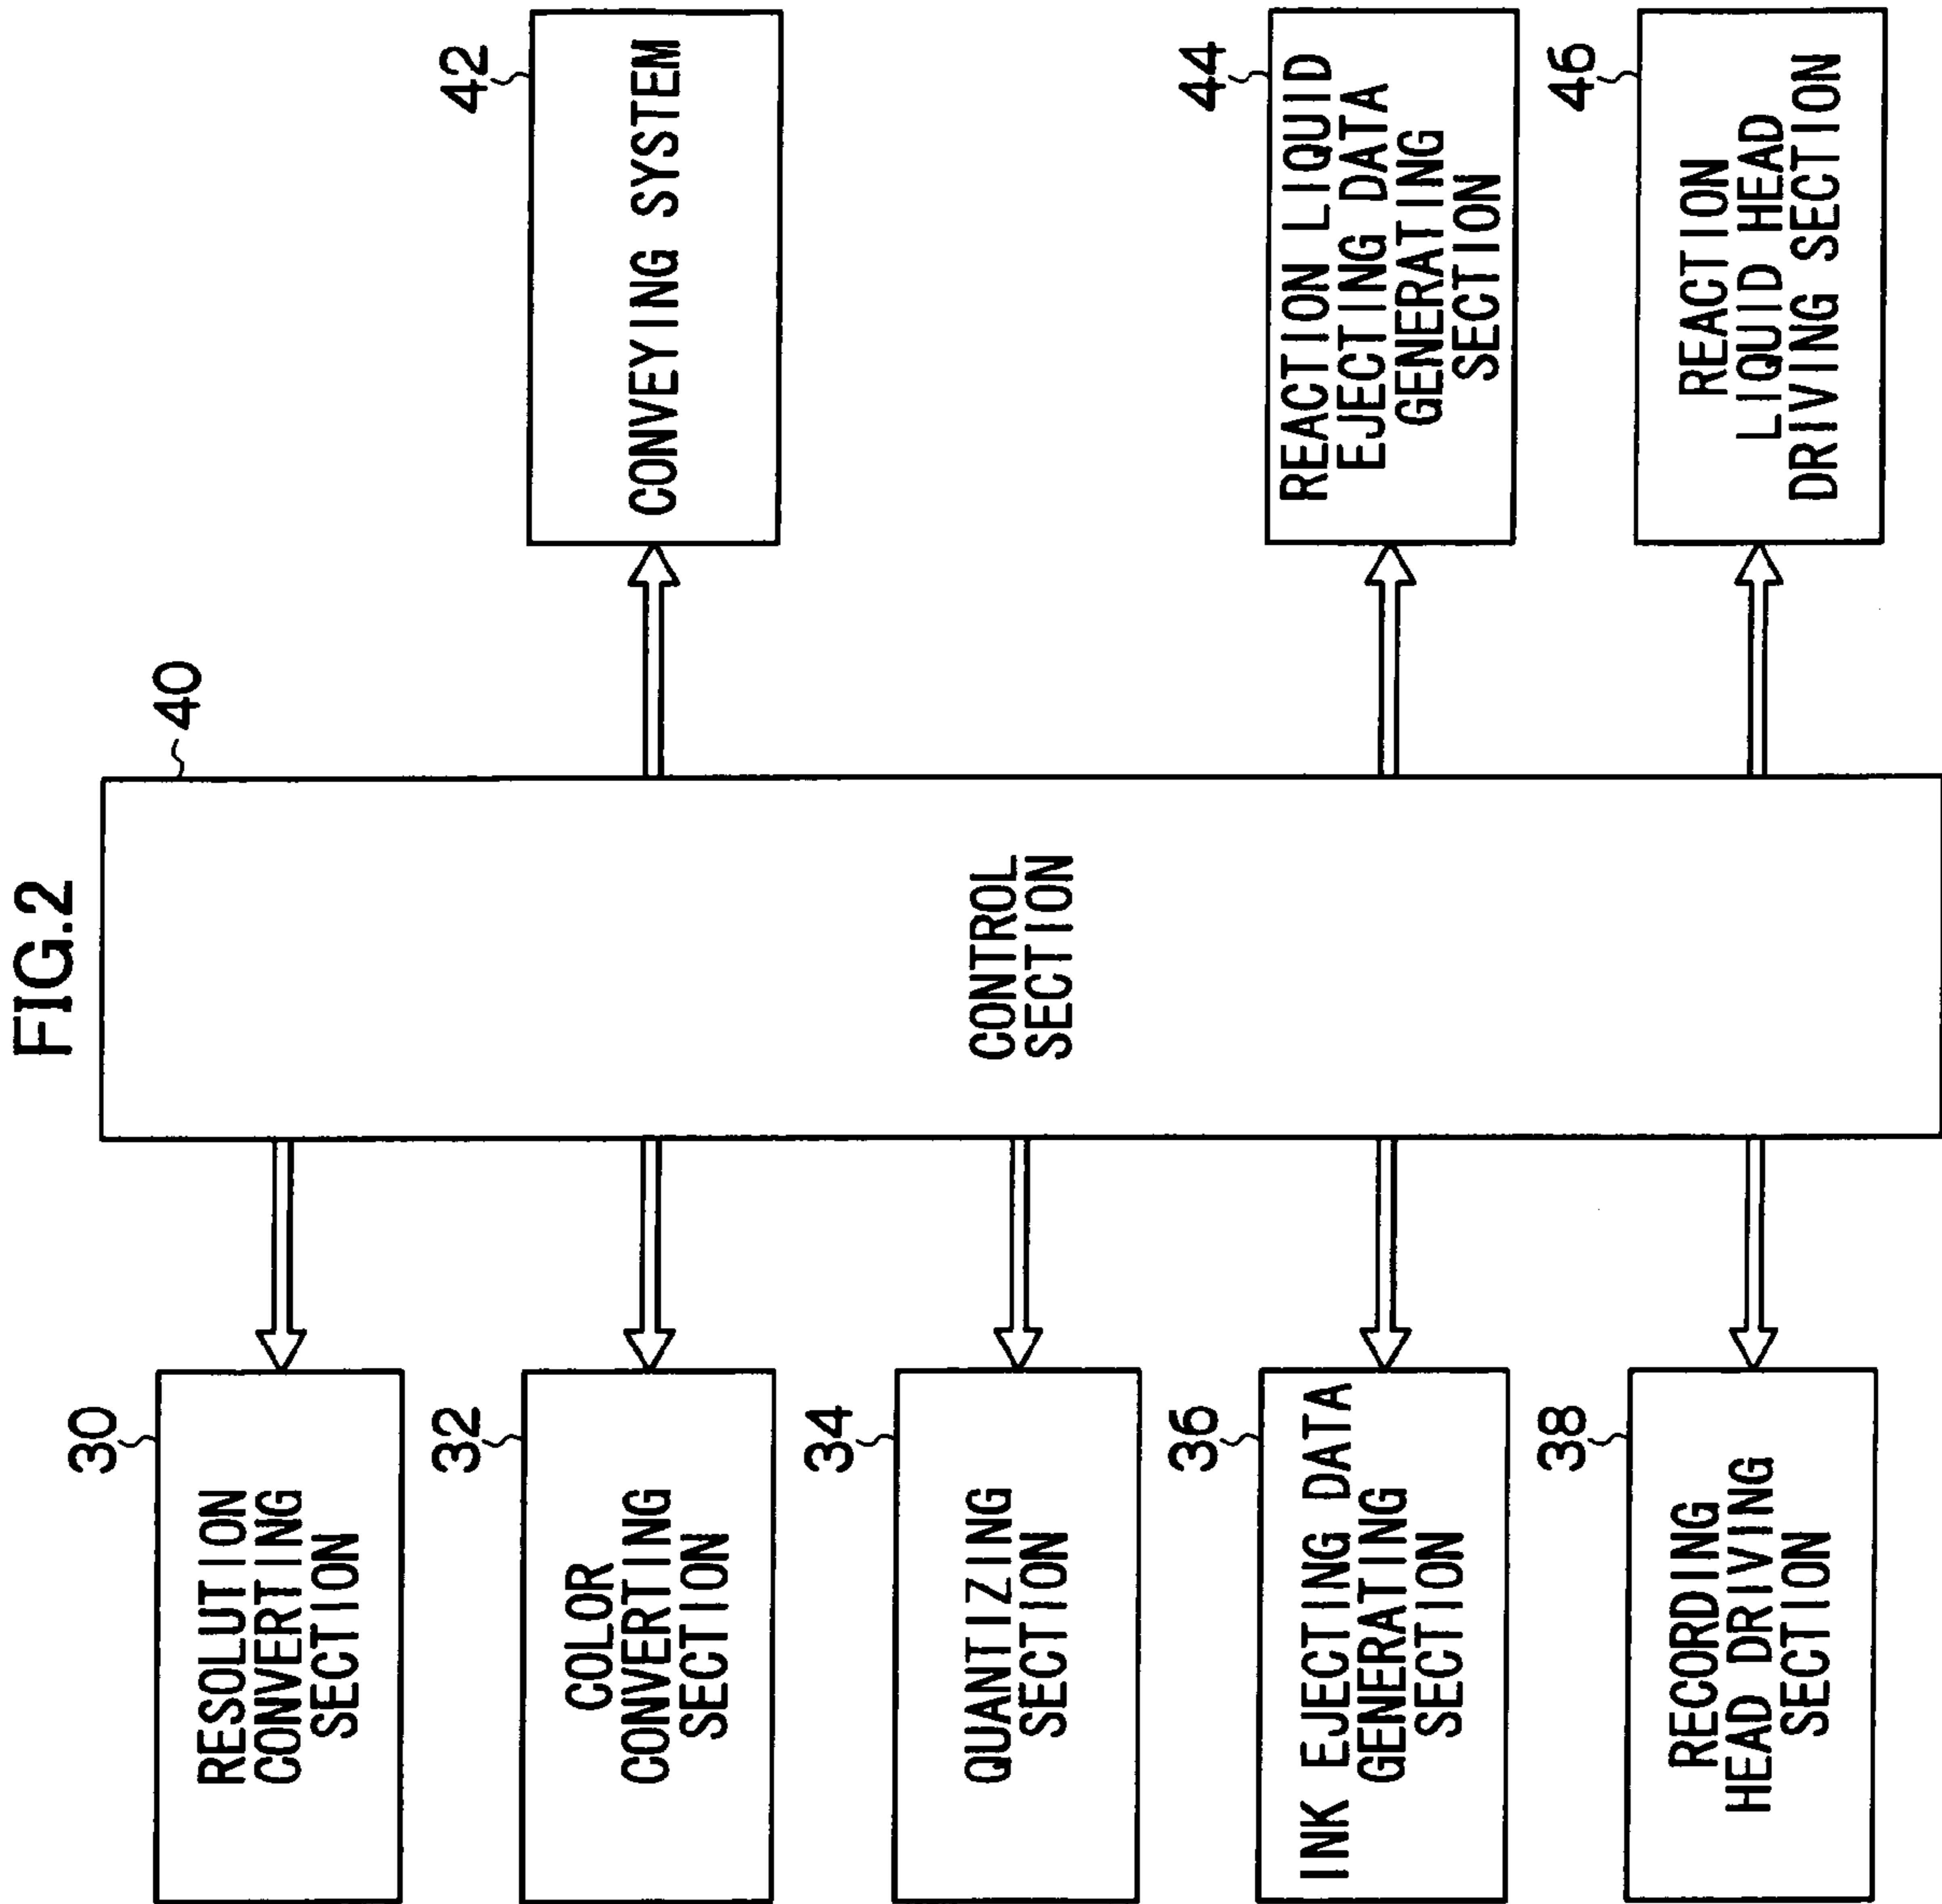 FIG.2
30
RESOLUTION
CONVERTING
SECTION
32
COLOR
CONVERTING
SECTION
34
QUANTIZING
SECTION
36
INK EJECTING DATA
GENERATING
SECTION
38
RECORDING
HEAD DRIVING
SECTION
40
CONTROL
SECTION
42
CONVEYING SYSTEM
44
REACTION LIQUID
EJECTING DATA
GENERATING
SECTION
46
REACTION
LIQUID HEAD
DRIVING SECTION